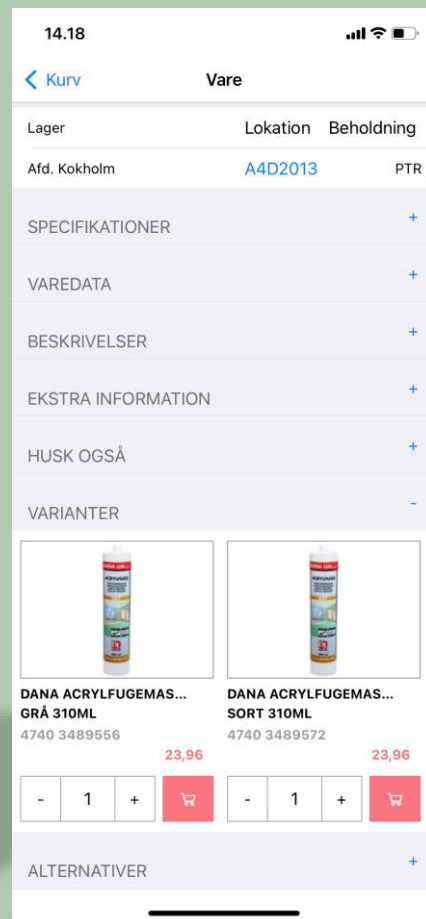 14.18
Kurv Vare
Lager Lokation Beholdning
Afd. Kokholm A4D2013 PTR
SPECIFIKATIONER +
VAREDATA +
BESKRIVELSER +
EKSTRA INFORMATION +
HUSK OGSÅ +
VARIANTER -
DANA ACRYLFUGEMAS...
GRÅ 310ML
4740 3489556
23,96
- 1 +
DANA ACRYLFUGEMAS...
SORT 310ML
4740 3489572
23,96
- 1 +
ALTERNATIVER +